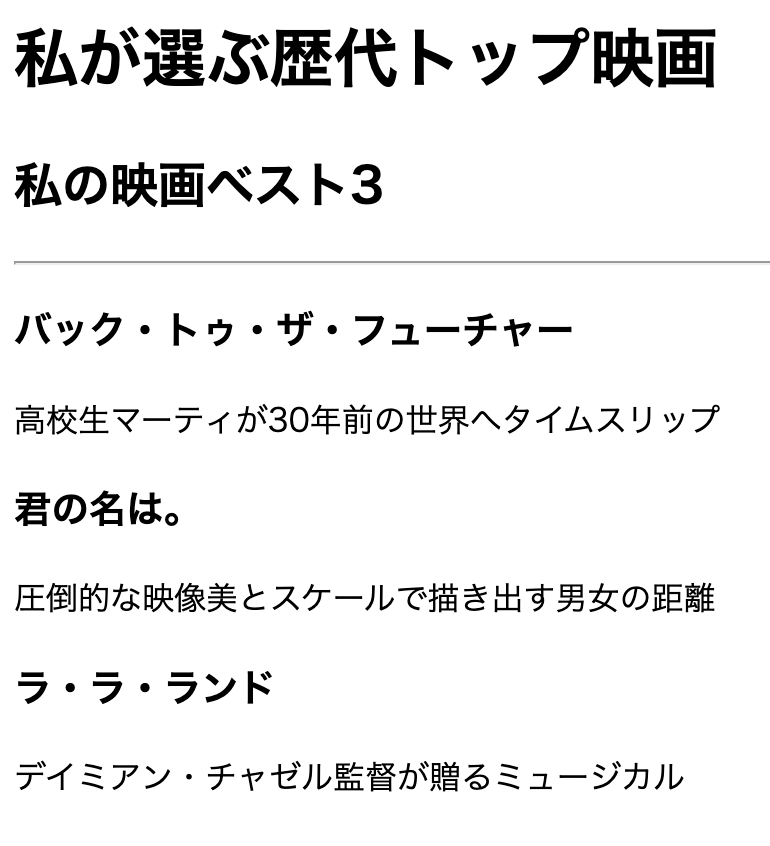 私が選ぶ歴代トップ映画
私の映画ベスト3
バック・トゥ・ザ・フューチャー
高校生マーティが30年前の世界へタイムスリップ
君の名は。
圧倒的な映像美とスケールで描き出す男女の距離
ラ・ラ・ランド
デイミアン・チャゼル監督が贈るミュージカル